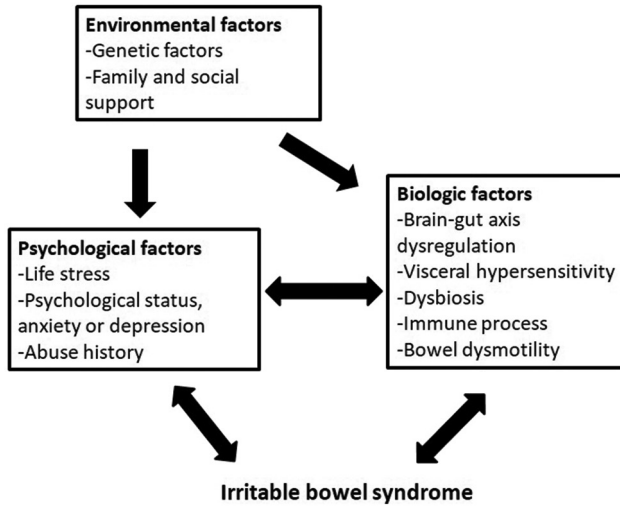 Environmental factors
-Genetic factors
-Family and social
support
Psychological factors
-Life stress
-Psychological status,
anxiety or depression
-Abuse history
Biologic factors
-Brain-gut axis
dysregulation
-Visceral hypersensitivity
-Dysbiosis
-Immune process
-Bowel dysmotility
Irritable bowel syndrome